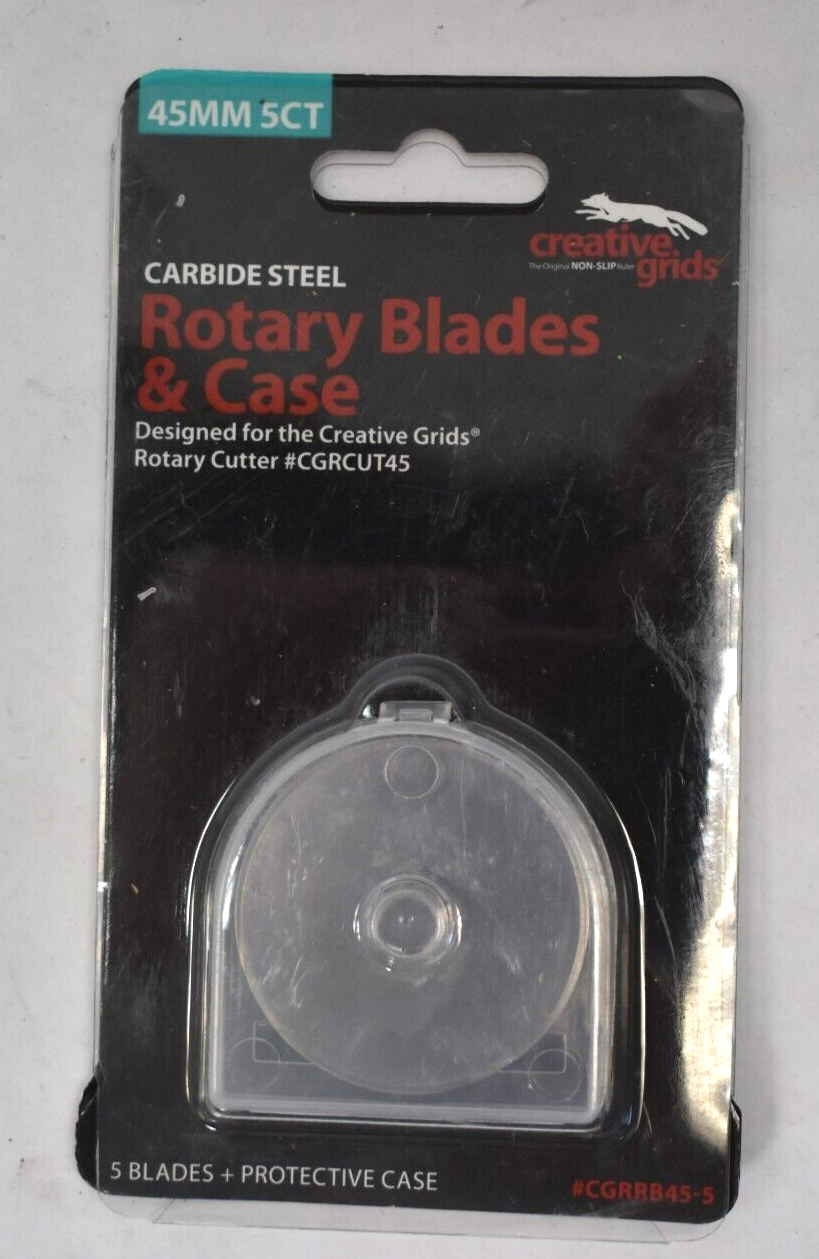 45MM 5CT
creative
grids
The Original NON-SLIP Ruler
CARBIDE STEEL
Rotary Blades
& Case
Designed for the Creative Grids®
Rotary Cutter #CGRCUT45
5 BLADES + PROTECTIVE CASE
#CGRRB45-5